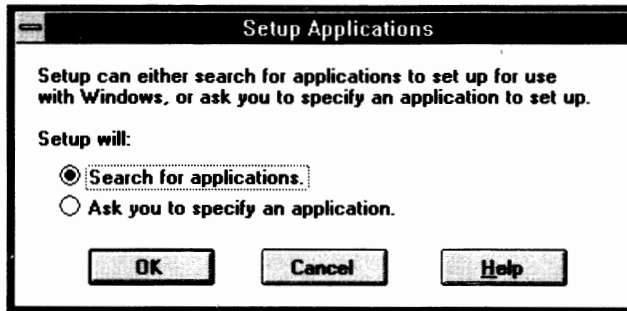 Setup Applications
Setup can either search for applications to set up for use
with Windows, or ask you to specify an application to set up.
Setup will:
Search for applications.
Ask you to specify an application.
OK Cancel Help